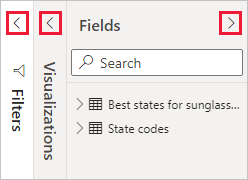 Filters
Visualizations
Fields
Search
Best states for sunglass...
State codes